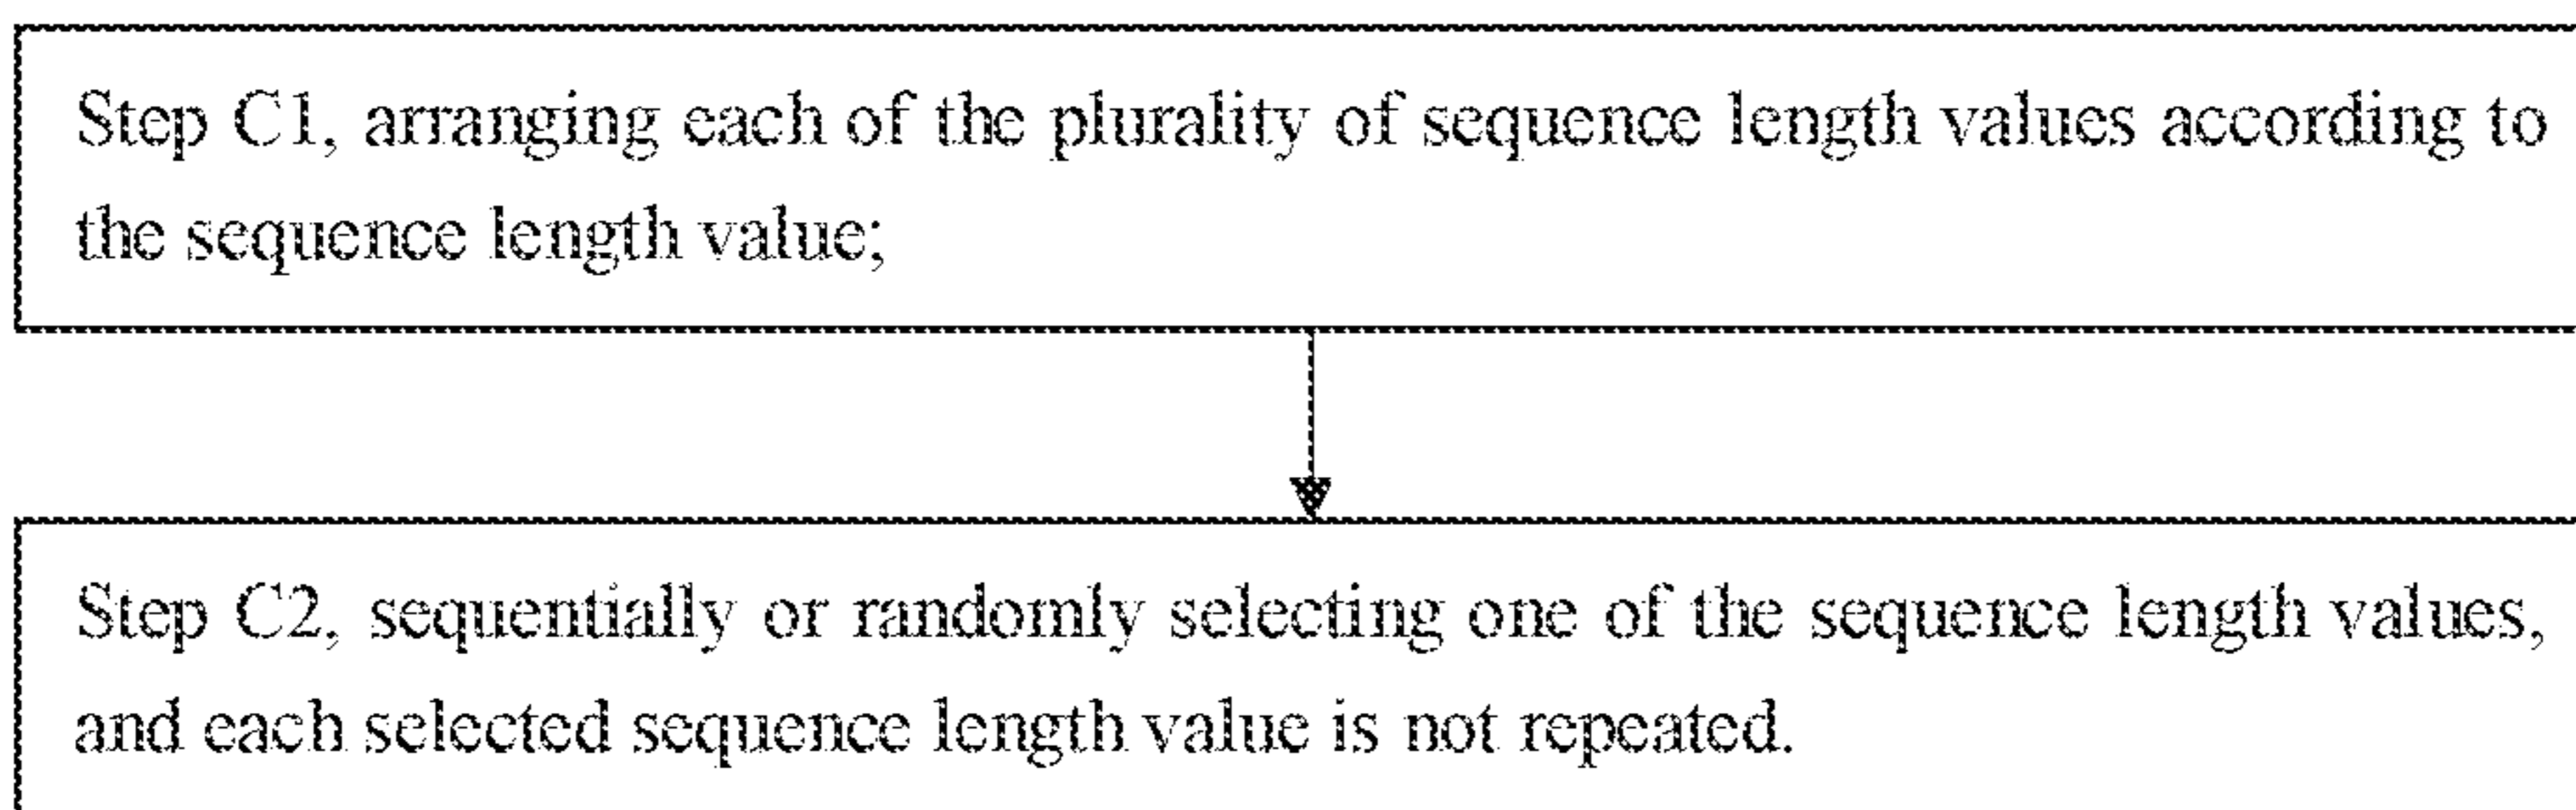 Step C1, arranging each of the plurality of sequence length values according to
the sequence length value;
Step C2, sequentially or randomly selecting one of the sequence length values,
and each selected sequence length value is not repeated.